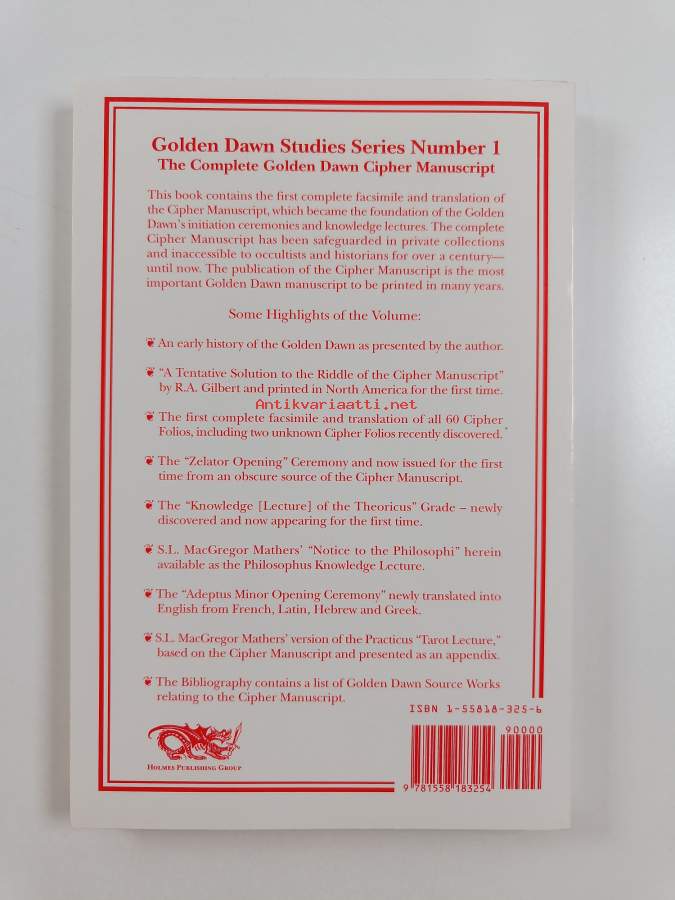 Golden Dawn Studies Series Number 1
The Complete Golden Dawn Cipher Manuscript
This book contains the first complete facsimile and translation of
the Cipher Manuscript, which became the foundation of the Golden
Dawn's initiation ceremonies and knowledge lectures. The complete
Cipher Manuscript has been safeguarded in private collections
and inaccessible to occultists and historians for over a century—
until now. The publication of the Cipher Manuscript is the most
important Golden Dawn manuscript to be printed in many years.
Some Highlights of the Volume:
❦ An early history of the Golden Dawn as presented by the author.
❦ “A Tentative Solution to the Riddle of the Cipher Manuscript”
by R.A. Gilbert and printed in North America for the first time.
Antikvariaatti.net
❦ The first complete facsimile and translation of all 60 Cipher
Folios, including two unknown Cipher Folios recently discovered.
❦ The “Zelator Opening” Ceremony and now issued for the first
time from an obscure source of the Cipher Manuscript.
❦ The “Knowledge [Lecture] of the Theoricus” Grade – newly
discovered and now appearing for the first time.
❦ S.L. MacGregor Mathers’ “Notice to the Philosophi” herein
available as the Philosophus Knowledge Lecture.
❦ The “Adeptus Minor Opening Ceremony” newly translated into
English from French, Latin, Hebrew and Greek.
❦ S.L. MacGregor Mathers’ version of the Practicus “Tarot Lecture,”
based on the Cipher Manuscript and presented as an appendix.
❦ The Bibliography contains a list of Golden Dawn Source Works
relating to the Cipher Manuscript.
ISBN 1-55818-325-6
90000
9 781558 183254
Holmes Publishing Group